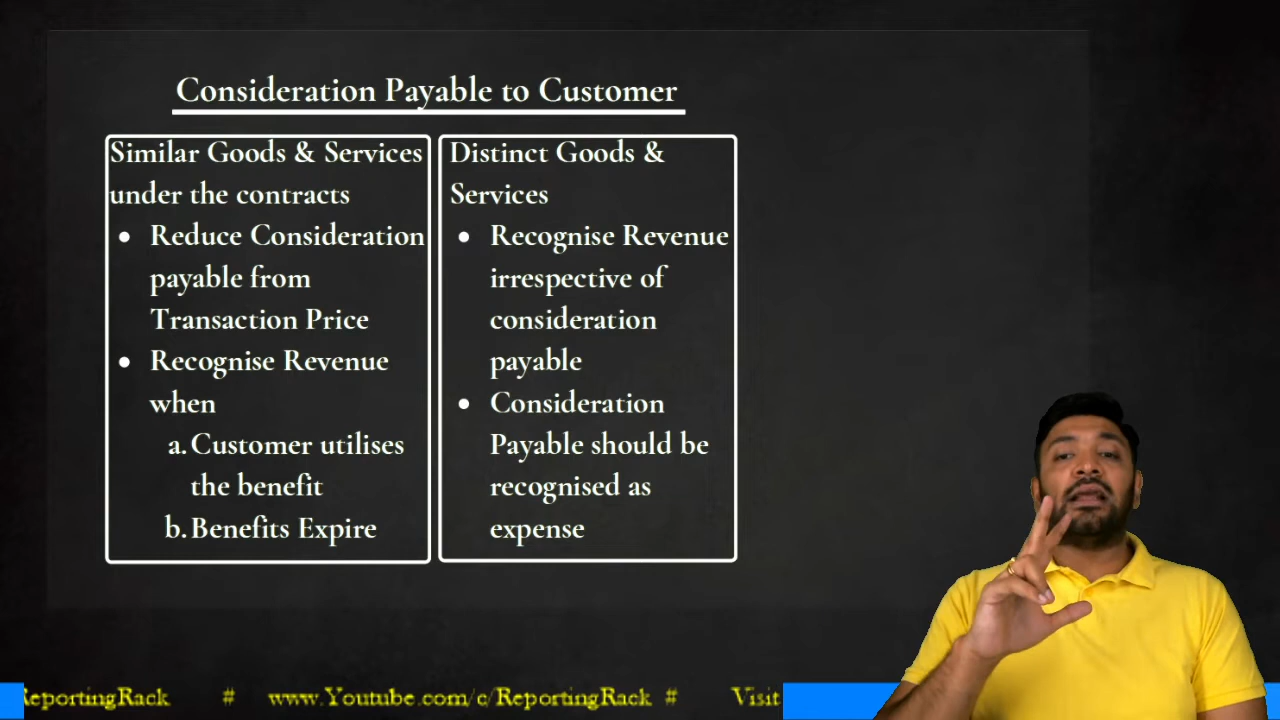 Consideration Payable to Customer
Similar Goods & Services
under the contracts
• Reduce Consideration
payable from
Transaction Price
• Recognise Revenue
when
a. Customer utilises
the benefit
b. Benefits Expire
Distinct Goods &
Services
• Recognise Revenue
irrespective of
consideration
payable
• Consideration
Payable should be
recognised as
expense
ReportingRack # www.Youtube.com/c/ReportingRack # Visit